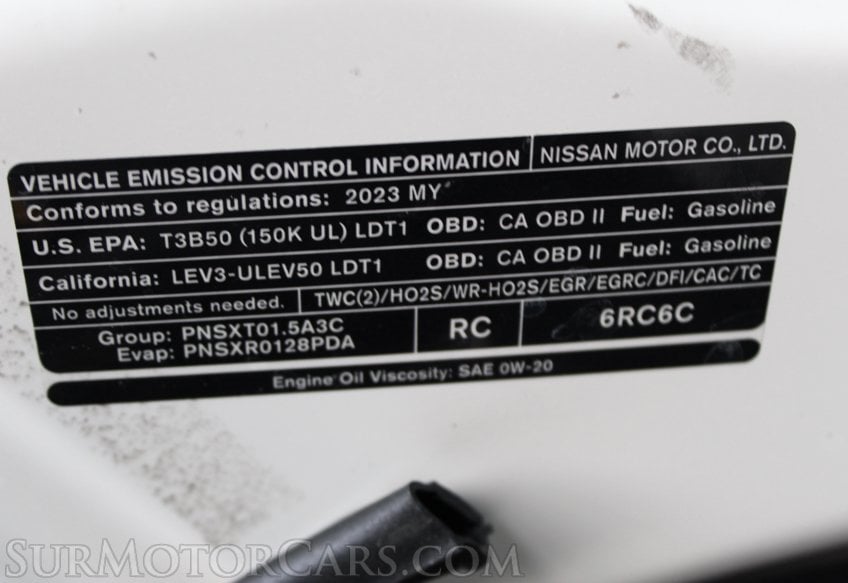 VEHICLE EMISSION CONTROL INFORMATION NISSAN MOTOR CO., LTD.
Conforms to regulations: 2023 MY
U.S. EPA: T3B50 (150K UL) LDT1 OBD: CA OBD II Fuel: Gasoline
California: LEV3-ULEV50 LDT1 OBD: CA OBD II Fuel: Gasoline
No adjustments needed. TWC(2)/HO2S/WR-HO2S/EGR/EGRC/DFI/CAC/TC
Group: PNSXT01.5A3C
Evap: PNSXR0128PDA
RC
6RC6C
Engine Oil Viscosity: SAE 0W-20
SURMOTORCARS.COM